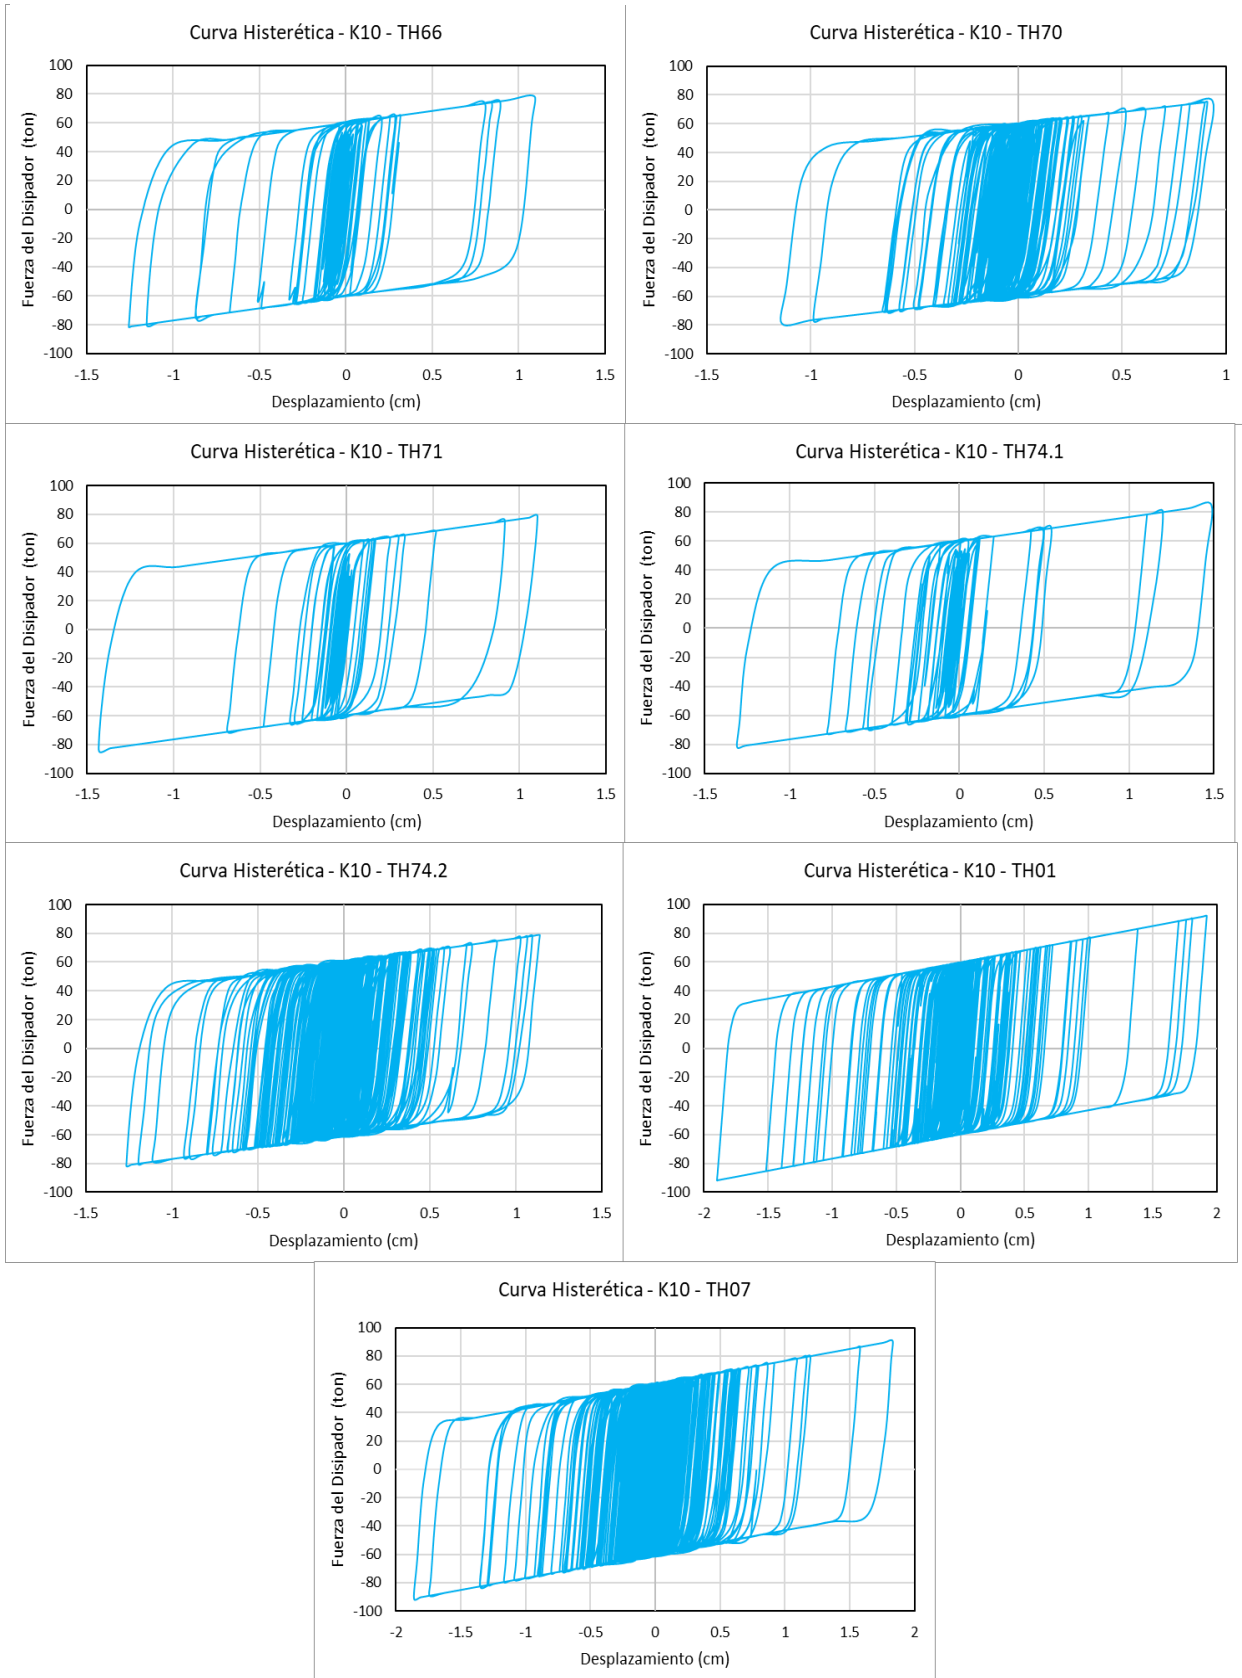 Curva Histerética - K10 - TH66
100
80
60
40
20
0
-20
-40
-60
-80
-100
-1.5 -1 -0.5 0 0.5 1 1.5
Fuerza del Disipador (ton)
Desplazamiento (cm)
Curva Histerética - K10 - TH70
100
80
60
40
20
0
-20
-40
-60
-80
-100
-1.5 -1 -0.5 0 0.5 1
Fuerza del Disipador (ton)
Desplazamiento (cm)
Curva Histerética - K10 - TH71
100
80
60
40
20
0
-20
-40
-60
-80
-100
-1.5 -1 -0.5 0 0.5 1 1.5
Fuerza del Disipador (ton)
Desplazamiento (cm)
Curva Histerética - K10 - TH74.1
100
80
60
40
20
0
-20
-40
-60
-80
-100
-1.5 -1 -0.5 0 0.5 1 1.5
Fuerza del Disipador (ton)
Desplazamiento (cm)
Curva Histerética - K10 - TH74.2
100
80
60
40
20
0
-20
-40
-60
-80
-100
-1.5 -1 -0.5 0 0.5 1 1.5
Fuerza del Disipador (ton)
Desplazamiento (cm)
Curva Histerética - K10 - TH01
100
80
60
40
20
0
-20
-40
-60
-80
-100
-2 -1.5 -1 -0.5 0 0.5 1 1.5 2
Fuerza del Disipador (ton)
Desplazamiento (cm)
Curva Histerética - K10 - TH07
100
80
60
40
20
0
-20
-40
-60
-80
-100
-2 -1.5 -1 -0.5 0 0.5 1 1.5 2
Fuerza del Disipador (ton)
Desplazamiento (cm)